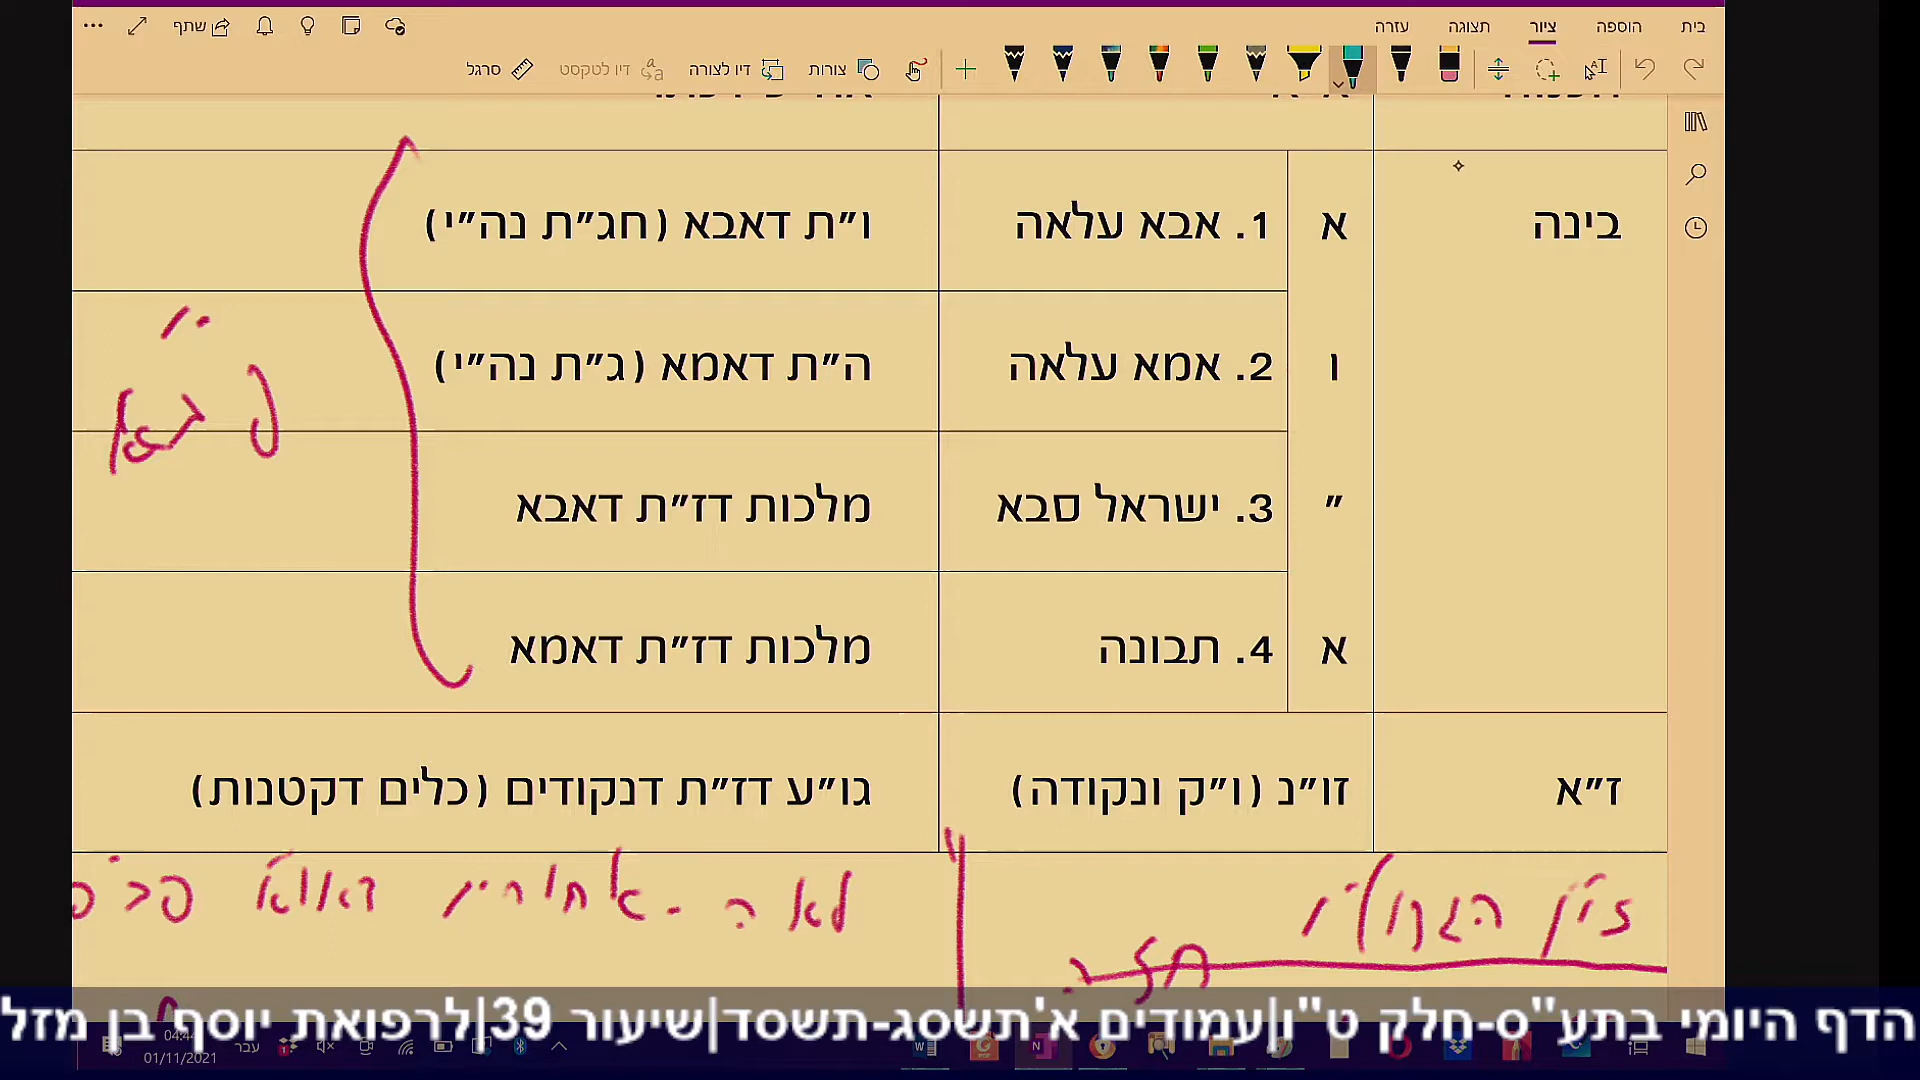 בית הוספה ציור תצוגה עזרה
שתף
סרגל דיו לטקסט דיו לצורה צורות
בינה א 1. אבא עלאה ו״ת דאבא (חג״ת נה״י)
ו 2. אמא עלאה ה״ת דאמא (ג״ת נה״י)
״ 3. ישראל סבא מלכות דז״ת דאבא
א 4. תבונה מלכות דז״ת דאמא
ז״א זו״נ (ו״ק ונקודה) גו״ע דז״ת דנקודים (כלים דקטנות)
לאה - אחוריי
הדף היומי בתע"ס-חלק ט"ו|עמודים א'תשסג-תשסד|שיעור 39|לרפואת יוסף בן מזל
עבר
01/11/2021